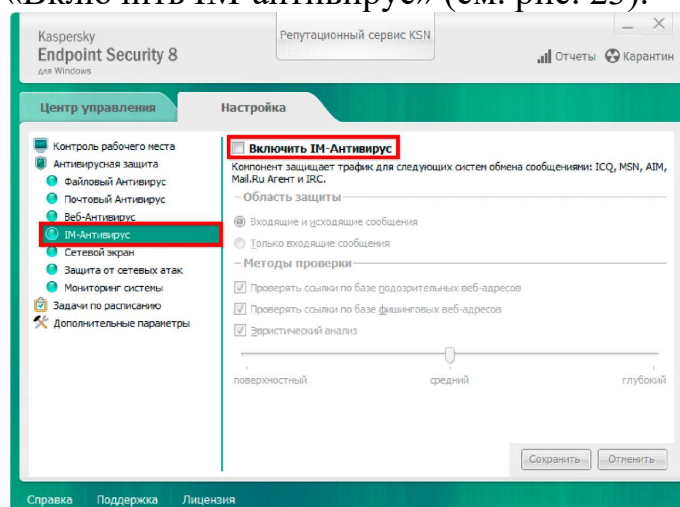 «Включить IM-антивирус» (см. рис. 25).
Kaspersky
Endpoint Security 8
для Windows
Репутационный сервис KSN
Отчеты
Карантин
Центр управления
Настройка
Контроль рабочего места
Антивирусная защита
Файловый Антивирус
Почтовый Антивирус
Веб-Антивирус
IM-Антивирус
Сетевой экран
Защита от сетевых атак
Мониторинг системы
Задачи по расписанию
Дополнительные параметры
Включить IM-Антивирус
Компонент защищает трафик для следующих систем обмена сообщениями: ICQ, MSN, AIM,
Mail.Ru Агент и IRC.
Область защиты
Входящие и исходящие сообщения
Только входящие сообщения
Методы проверки
Проверять ссылки по базе подозрительных веб-адресов
Проверять ссылки по базе фишинговых веб-адресов
Эвристический анализ
поверхностный
средний
глубокий
Сохранить
Отменить
Справка
Поддержка
Лицензия